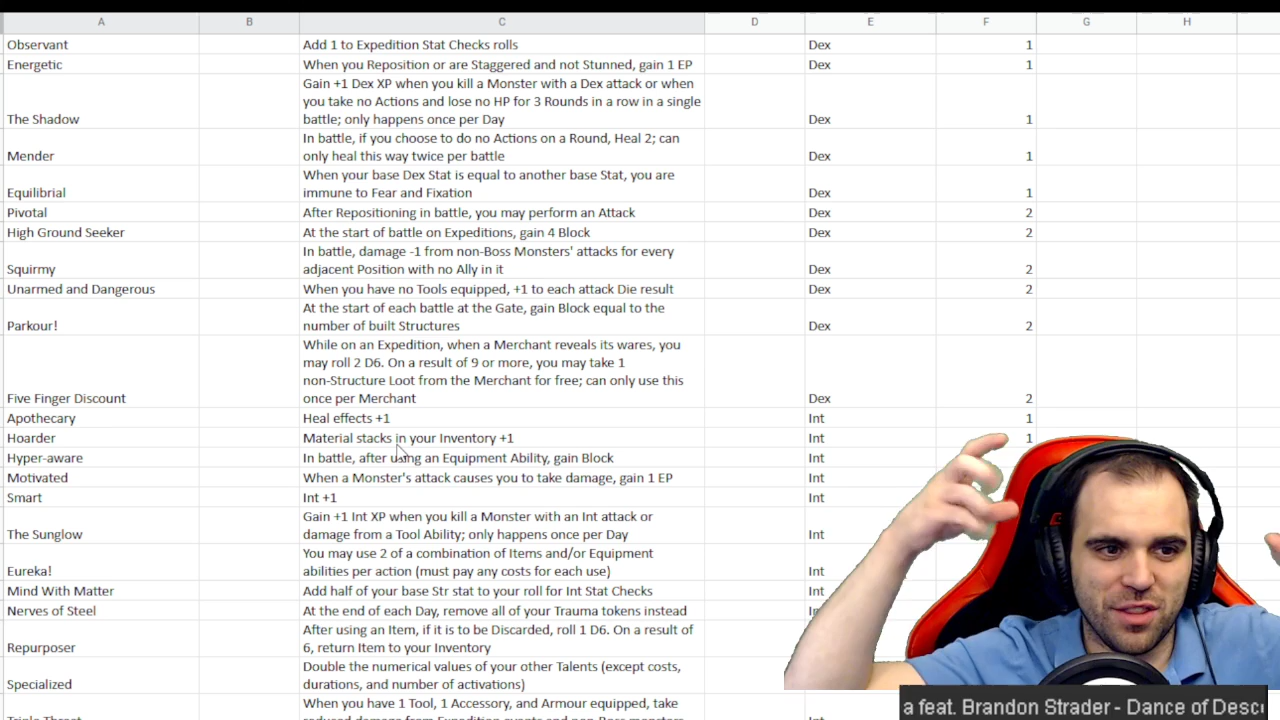 A B C D E F G H
Observant Add 1 to Expedition Stat Checks rolls Dex 1
Energetic When you Reposition or are Staggered and not Stunned, gain 1 EP Dex 1
Gain +1 Dex XP when you kill a Monster with a Dex attack or when
you take no Actions and lose no HP for 3 Rounds in a row in a single
The Shadow battle; only happens once per Day Dex 1
In battle, if you choose to do no Actions on a Round, Heal 2; can
Mender only heal this way twice per battle Dex 1
When your base Dex Stat is equal to another base Stat, you are
Equilibrial immune to Fear and Fixation Dex 1
Pivotal After Repositioning in battle, you may perform an Attack Dex 2
High Ground Seeker At the start of battle on Expeditions, gain 4 Block Dex 2
In battle, damage -1 from non-Boss Monsters' attacks for every
Squirmy adjacent Position with no Ally in it Dex 2
Unarmed and Dangerous When you have no Tools equipped, +1 to each attack Die result Dex 2
At the start of each battle at the Gate, gain Block equal to the
Parkour! number of built Structures Dex 2
While on an Expedition, when a Merchant reveals its wares, you
may roll 2 D6. On a result of 9 or more, you may take 1
non-Structure Loot from the Merchant for free; can only use this
Five Finger Discount once per Merchant Dex 2
Apothecary Heal effects +1 Int 1
Hoarder Material stacks in your Inventory +1 Int 1
Hyper-aware In battle, after using an Equipment Ability, gain Block Int
Motivated When a Monster's attack causes you to take damage, gain 1 EP Int
Smart Int +1 Int
Gain +1 Int XP when you kill a Monster with an Int attack or
The Sunglow damage from a Tool Ability; only happens once per Day Int
You may use 2 of a combination of Items and/or Equipment
Eureka! abilities per action (must pay any costs for each use) Int
Mind With Matter Add half of your base Str stat to your roll for Int Stat Checks Int
Nerves of Steel At the end of each Day, remove all of your Trauma tokens instead
After using an Item, if it is to be Discarded, roll 1 D6. On a result of
Repurposer 6, return Item to your Inventory
Double the numerical values of your other Talents (except costs,
Specialized durations, and number of activations)
When you have 1 Tool, 1 Accessory, and Armour equipped, take
a feat. Brandon Strader - Dance of Desc